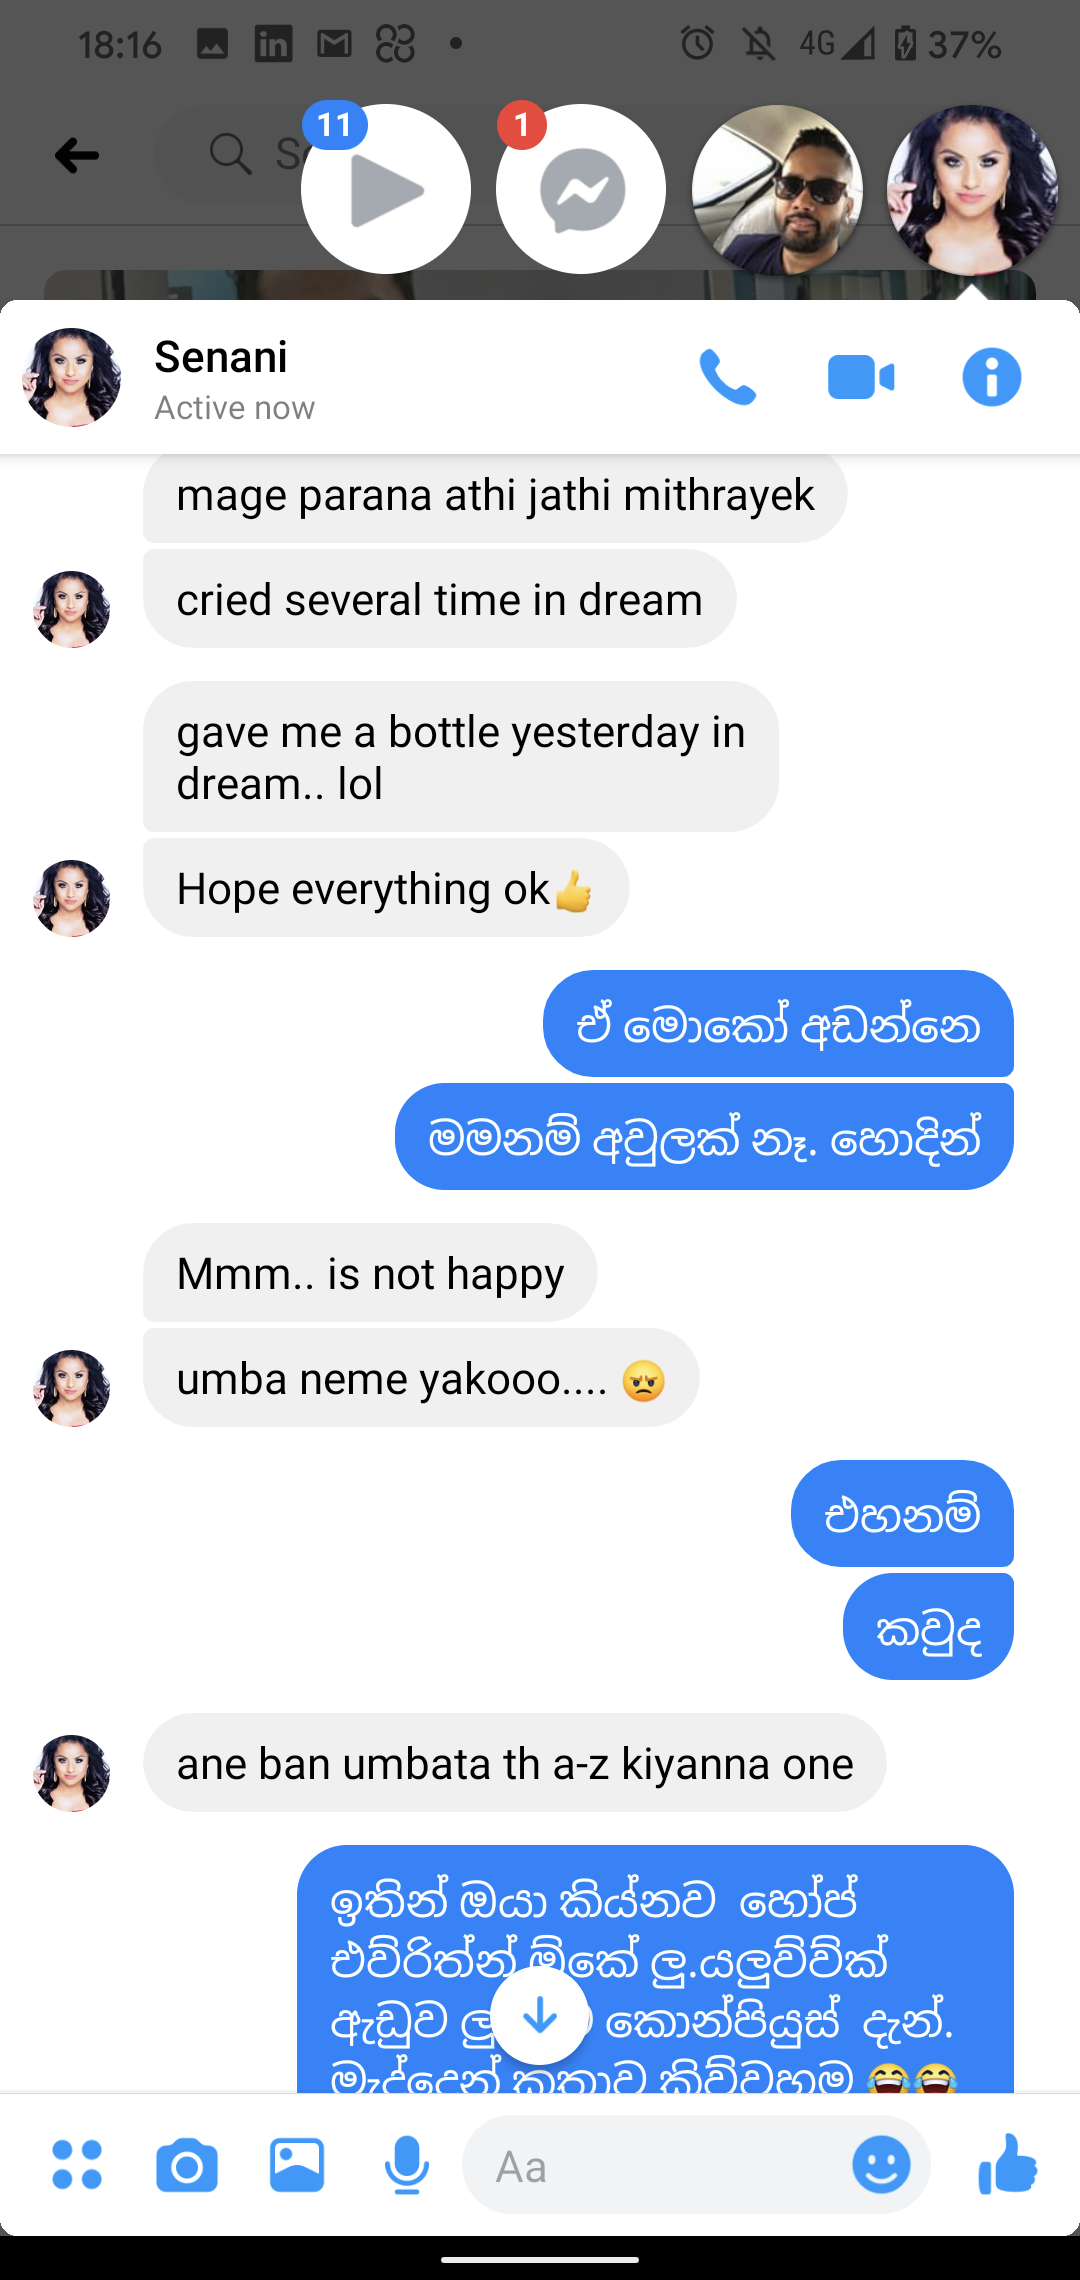 18:16
4G 37%
11
1
Senani
Active now
mage parana athi jathi mithrayek
cried several time in dream
gave me a bottle yesterday in
dream.. lol
Hope everything ok👍
ඒ මොකෝ අඩන්නෙ
මමනම් අවුලක් නෑ. හොදින්
Mmm.. is not happy
umba neme yakooo.... 😠
එහනම්
කවුද
ane ban umbata th a-z kiyanna one
ඉතින් ඔයා කිය්නව හෝප්
එව්රිත්න් ඕකේ ලු.යලුව්ව්ක්
ඇඩුව කොන්පියුස් දැන්.
මැද්දෙන් කතාව කිව්වහම 😂😂
Aa